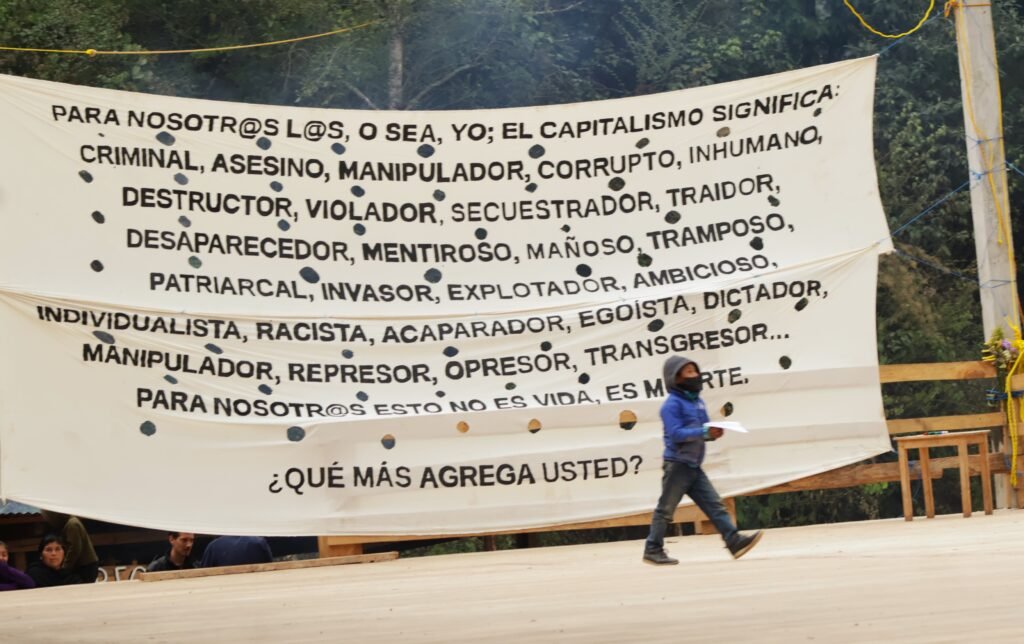 PARA NOSOTR@S L@S, O SEA, YO; EL CAPITALISMO SIGNIFICA:
CRIMINAL, ASESINO, MANIPULADOR, CORRUPTO, INHUMANO,
DESTRUCTOR, VIOLADOR, SECUESTRADOR, TRAIDOR,
DESAPARECEDOR, MENTIROSO, MAÑOSO, TRAMPOSO,
PATRIARCAL, INVASOR, EXPLOTADOR, AMBICIOSO,
INDIVIDUALISTA, RACISTA, ACAPARADOR, EGOÍSTA, DICTADOR,
MANIPULADOR, REPRESOR, OPRESOR, TRANSGRESOR...
PARA NOSOTR@S ESTO NO ES VIDA, ES MUERTE.
¿QUÉ MÁS AGREGA USTED?